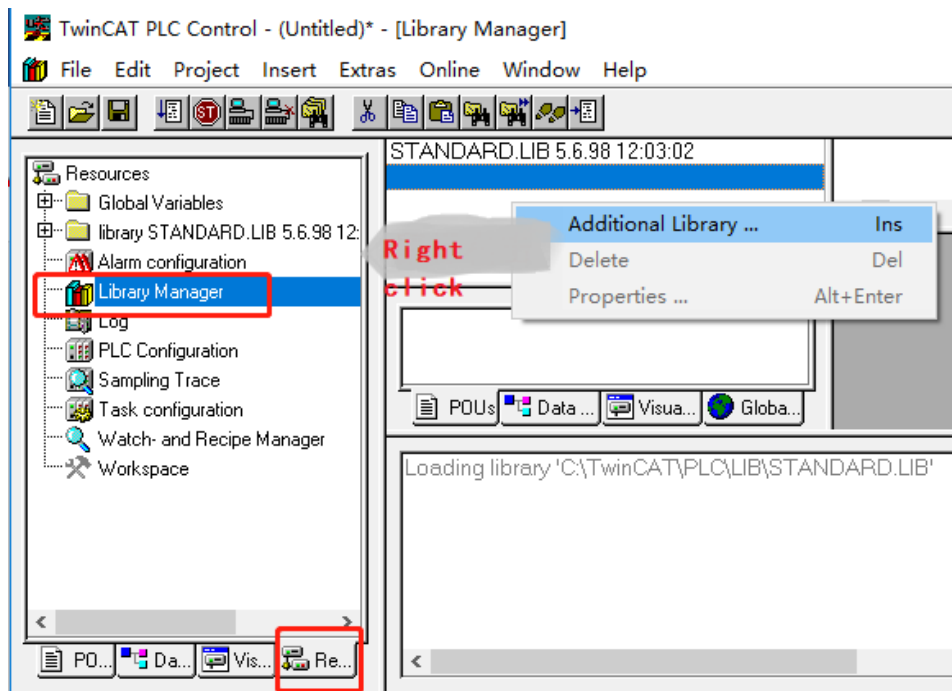 TwinCAT PLC Control - (Untitled)* - [Library Manager]
File Edit Project Insert Extras Online Window Help
ST
Resources
Global Variables
library STANDARD.LIB 5.6.98 12:
Alarm configuration
Library Manager
Log
PLC Configuration
Sampling Trace
Task configuration
Watch- and Recipe Manager
Workspace
PO... Da... Vis... Re...
STANDARD.LIB 5.6.98 12:03:02
Right
click
Additional Library ... Ins
Delete Del
Properties ... Alt+Enter
POUs Data ... Visua... Globa...
Loading library 'C:\TwinCAT\PLC\LIB\STANDARD.LIB'